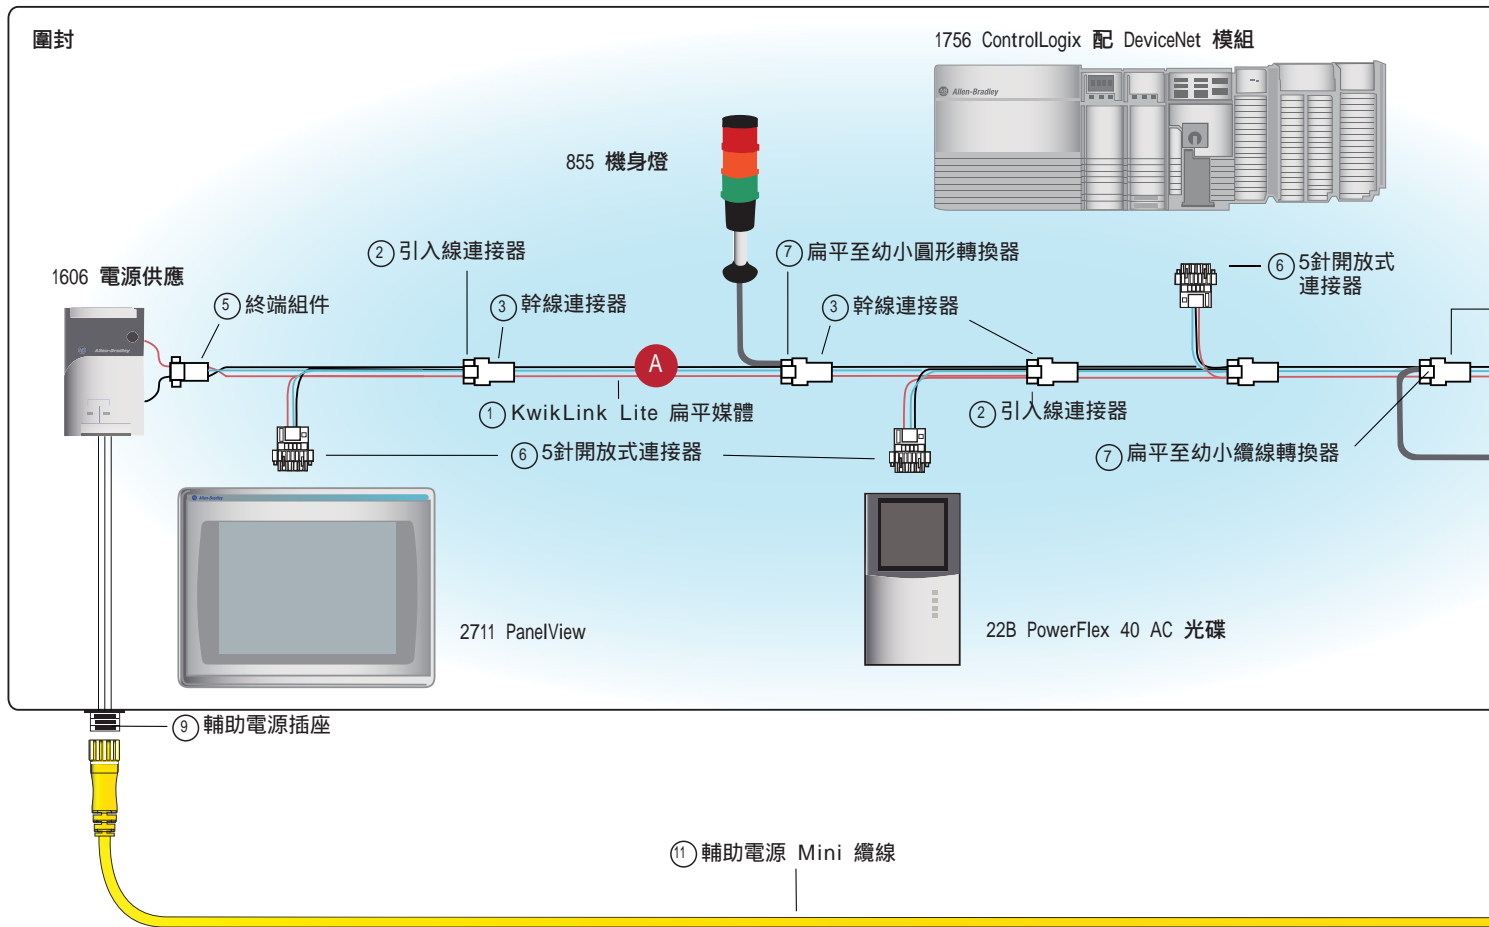 圍封
1756 ControlLogix 配 DeviceNet 模組
Allen-Bradley
855 機身燈
② 引入線連接器
⑦ 扁平至幼小圓形轉換器
⑥ 5針開放式
連接器
1606 電源供應
⑤ 終端組件
③ 幹線連接器
③ 幹線連接器
Allen-Bradley
A
① KwikLink Lite 扁平媒體
② 引入線連接器
⑥ 5針開放式連接器
⑦ 扁平至幼小纜線轉換器
Allen-Bradley
2711 PanelView
22B PowerFlex 40 AC 光碟
⑨ 輔助電源插座
⑪ 輔助電源 Mini 纜線